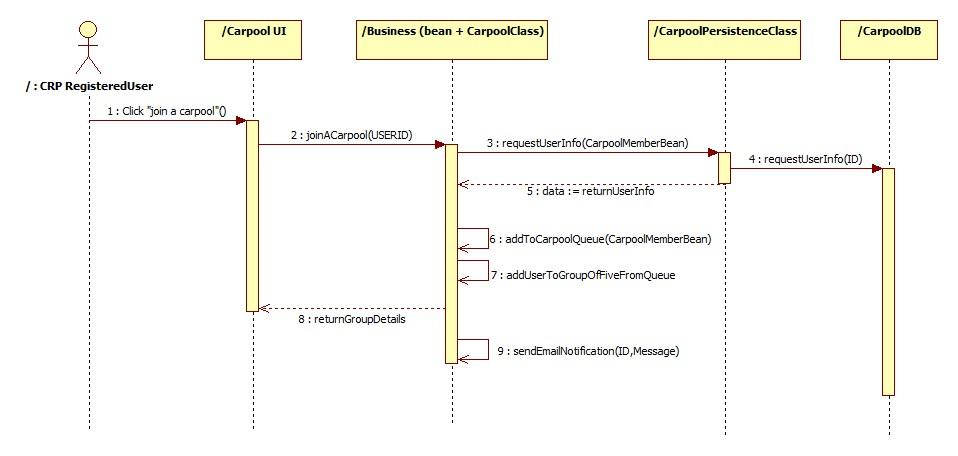 /Carpool UI
/Business (bean + CarpoolClass)
/CarpoolPersistenceClass
/CarpoolDB
/ : CRP RegisteredUser
1 : Click "join a carpool"()
2 : joinACarpool(USERID)
3 : requestUserInfo(CarpoolMemberBean)
4 : requestUserInfo(ID)
5 : data := returnUserInfo
6 : addToCarpoolQueue(CarpoolMemberBean)
7 : addUserToGroupOfFiveFromQueue
8 : returnGroupDetails
9 : sendEmailNotification(ID,Message)